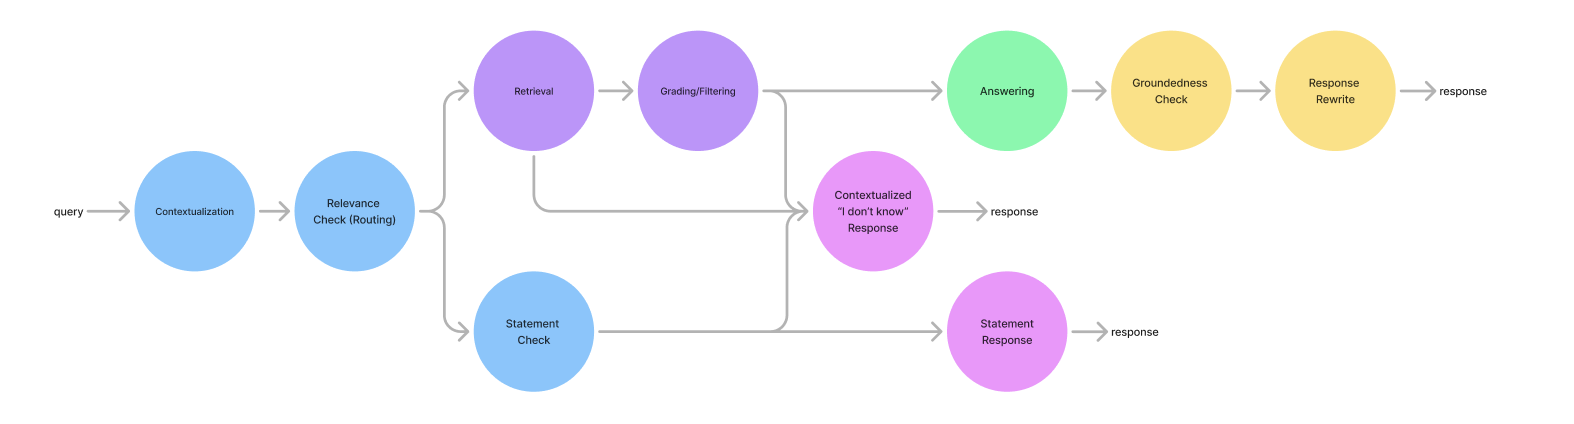 query
Contextualization
Relevance
Check (Routing)
Retrieval
Grading/Filtering
Answering
Groundedness
Check
Response
Rewrite
response
Contextualized
“I don’t know”
Response
response
Statement
Check
Statement
Response
response